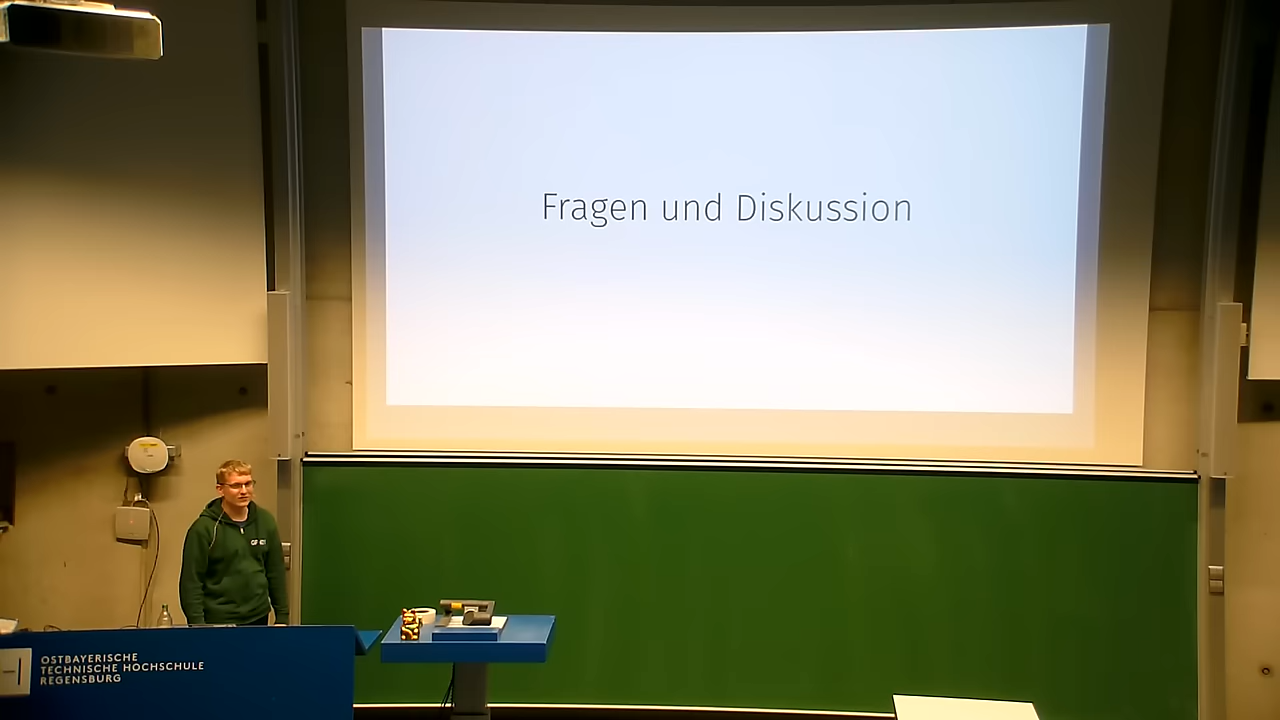 Fragen und Diskussion
OSTBAYERISCHE
TECHNISCHE HOCHSCHULE
REGENSBURG